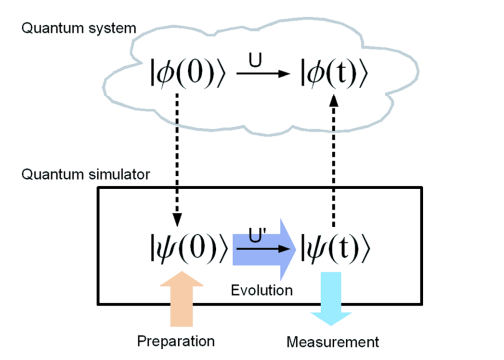 Quantum system
U
|ϕ(0)⟩ |ϕ(t)⟩
Quantum simulator
U'
|ψ(0)⟩ |ψ(t)⟩
Evolution
Preparation Measurement